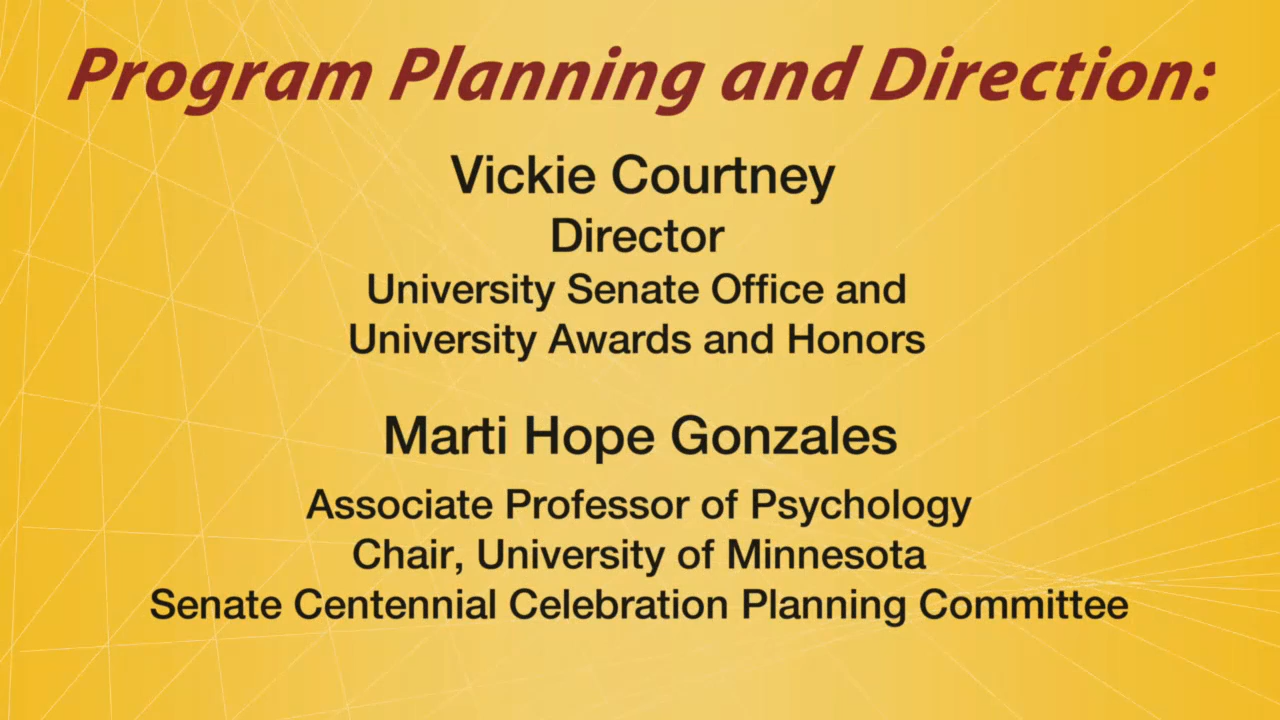 Program Planning and Direction:
Vickie Courtney
Director
University Senate Office and
University Awards and Honors
Marti Hope Gonzales
Associate Professor of Psychology
Chair, University of Minnesota
Senate Centennial Celebration Planning Committee